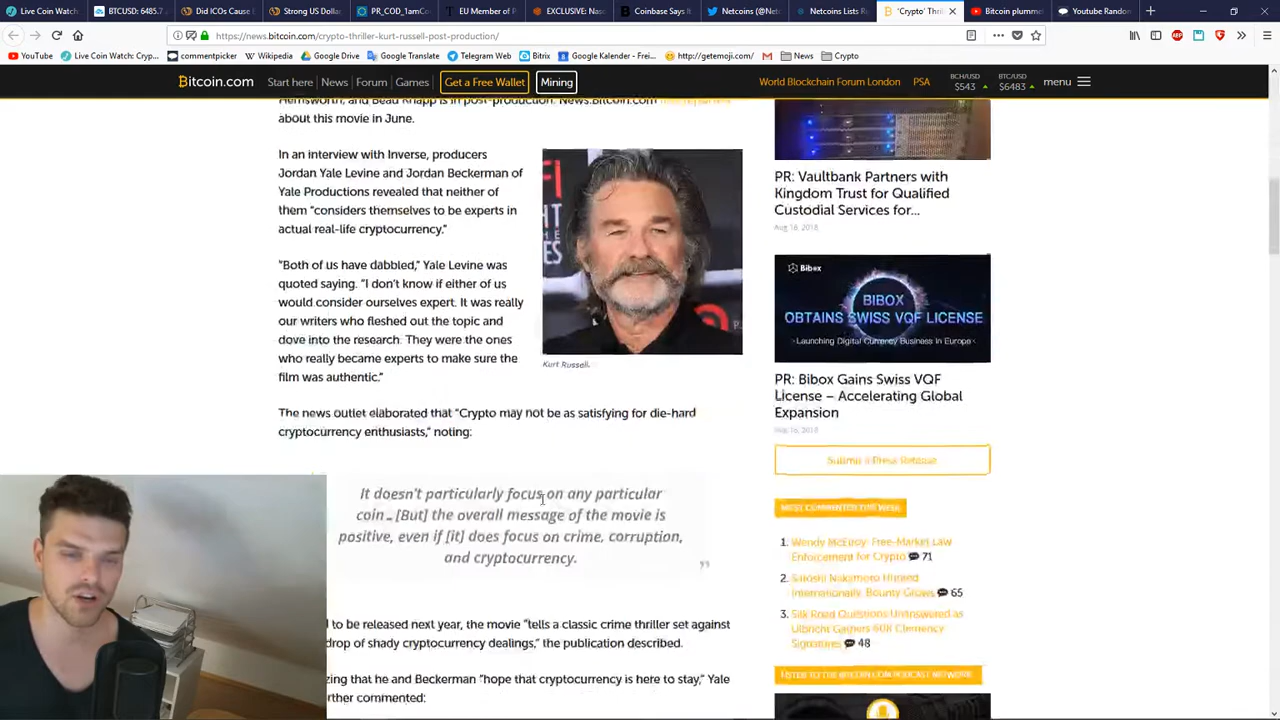 Live Coin Watch:
BTCUSD: 6485.7
Did ICOs Cause E
Strong US Dollar
PR_COD_1amCo
EU Member of P
EXCLUSIVE: Nas
Coinbase Says It
Netcoins (@Net
Netcoins Lists R
'Crypto' Thri
Bitcoin plumme
Youtube Random
https://news.bitcoin.com/crypto-thriller-kurt-russell-post-production/
YouTube
Live Coin Watch: Cryp...
commentpicker
Wikipedia
Telegram Web
Bitrix
Google Kalender - Frei...
Google Translate
http://getemoji.com/
News
Crypto
Bitcoin.com
Start here
News
Forum
Games
Get a Free Wallet
Mining
World Blockchain Forum London
PSA
BCH/USD
$543
BTC/USD
$6483
menu
Hemsworth, and Beau Knapp is in post-production. News.Bitcoin.com
about this movie in June.
In an interview with Inverse, producers
Jordan Yale Levine and Jordan Beckerman of
Yale Productions revealed that neither of
them “considers themselves to be experts in
actual real-life cryptocurrency.”
“Both of us have dabbled,” Yale Levine was
quoted saying. “I don’t know if either of us
would consider ourselves expert. It was really
our writers who fleshed out the topic and
dove into the research. They were the ones
who really became experts to make sure the
film was authentic.”
Kurt Russell.
The news outlet elaborated that “Crypto may not be as satisfying for die-hard
cryptocurrency enthusiasts,” noting:
It doesn’t particularly focus on any particular
coin … [But] the overall message of the movie is
positive, even if [it] does focus on crime, corruption,
and cryptocurrency.
to be released next year, the movie “tells a classic crime thriller set against
drop of shady cryptocurrency dealings,” the publication described.
zing that he and Beckerman “hope that cryptocurrency is here to stay,” Yale
rther commented:
PR: Vaultbank Partners with
Kingdom Trust for Qualified
Custodial Services for...
Aug 16, 2018
Bibox
BIBOX
OBTAINS SWISS VQF LICENSE
-Launching Digital Currency Business in Europe-
PR: Bibox Gains Swiss VQF
License – Accelerating Global
Expansion
Submit a Press Release
MOST COMMENTED THIS WEEK
1. Wendy McElroy: Free-Market Law
Enforcement for Crypto 71
2. Satoshi Nakamoto Hunted
Internationally, Bounty Grows 65
3. Silk Road Questions Unanswered as
Ulbricht Gathers 60K Clemency
Signatures 48
LISTEN TO THE BITCOIN.COM PODCAST NETWORK